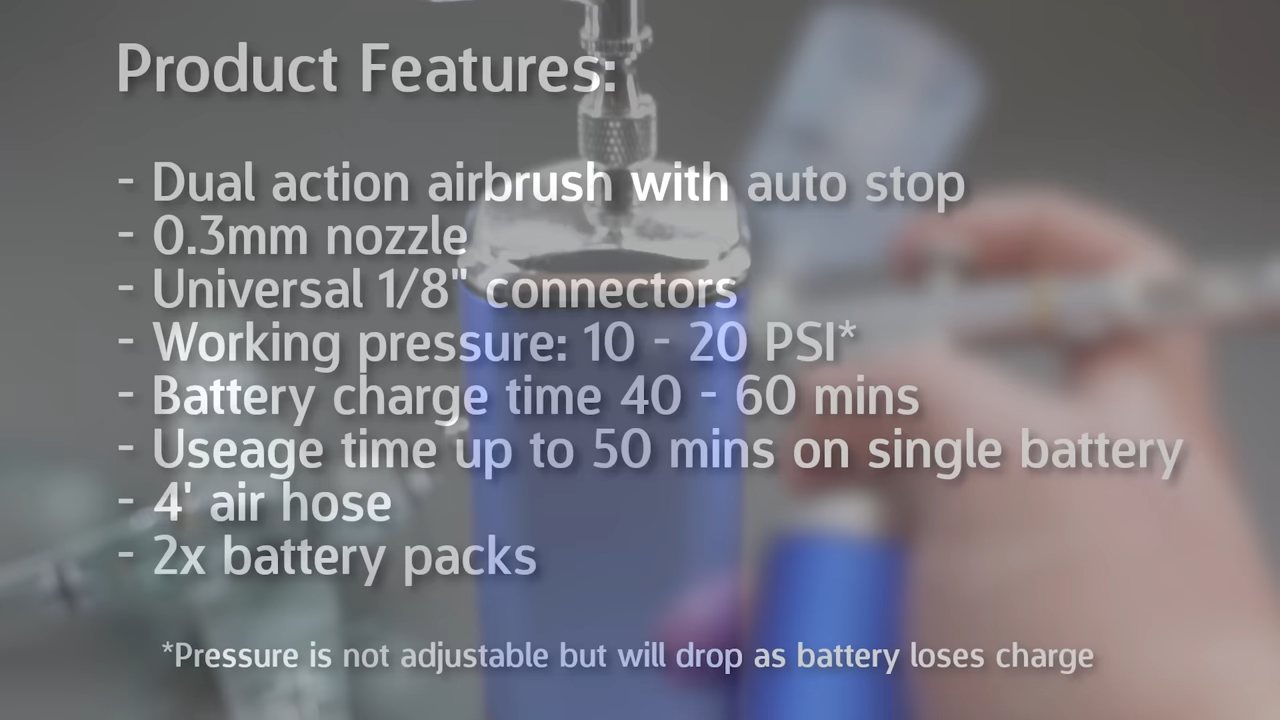 Product Features:
- Dual action airbrush with auto stop
- 0.3mm nozzle
- Universal 1/8" connectors
- Working pressure: 10 - 20 PSI*
- Battery charge time 40 - 60 mins
- Useage time up to 50 mins on single battery
- 4' air hose
- 2x battery packs
*Pressure is not adjustable but will drop as battery loses charge